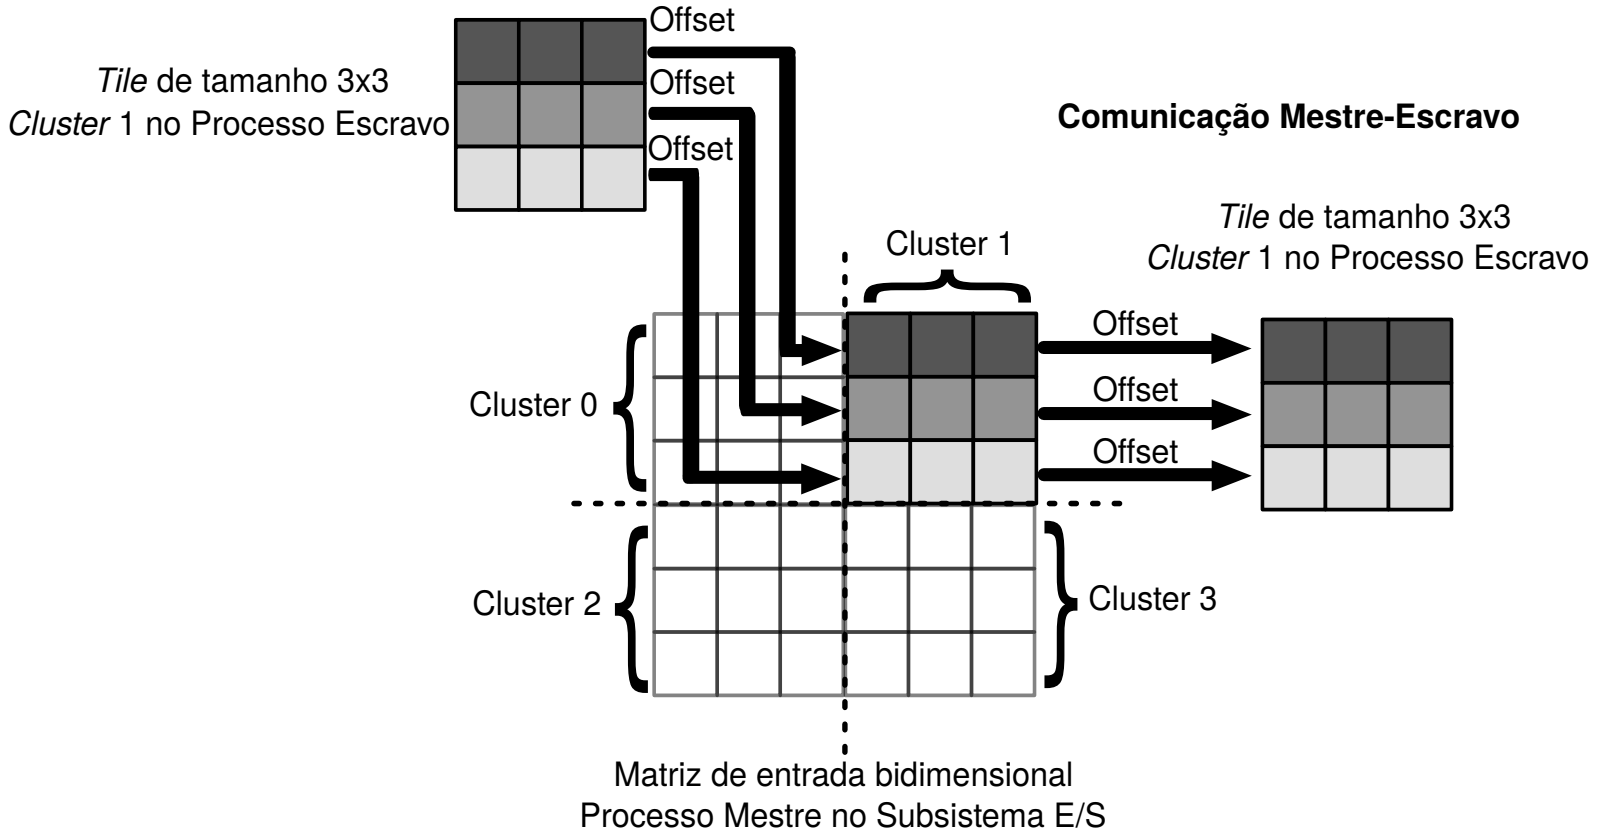 Offset
Tile de tamanho 3x3
Cluster 1 no Processo Escravo
Offset
Offset
Comunicação Mestre-Escravo
Tile de tamanho 3x3
Cluster 1 no Processo Escravo
Cluster 1
Offset
Offset
Offset
Cluster 0
Cluster 2
Cluster 3
Matriz de entrada bidimensional
Processo Mestre no Subsistema E/S